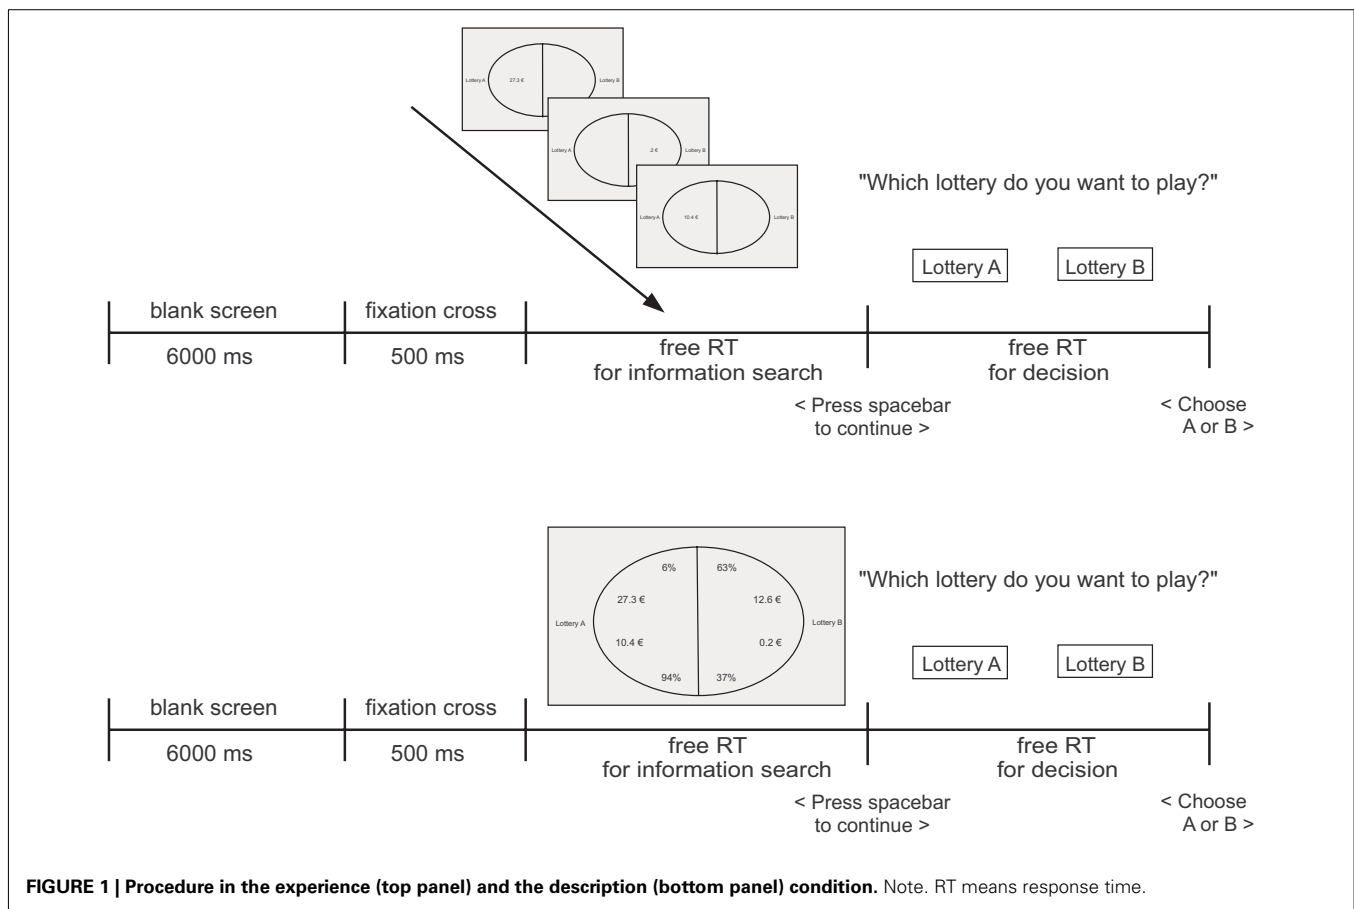 Lottery A
27.3 €
Lottery B
Lottery A
.2 €
Lottery B
Lottery A
10.4 €
Lottery B
"Which lottery do you want to play?"
Lottery A
Lottery B
blank screen
fixation cross
6000 ms
500 ms
free RT
for information search
free RT
for decision
< Press spacebar
to continue >
< Choose
A or B >
6%
63%
27.3 €
12.6 €
Lottery A
Lottery B
10.4 €
0.2 €
94%
37%
"Which lottery do you want to play?"
Lottery A
Lottery B
blank screen
fixation cross
6000 ms
500 ms
free RT
for information search
free RT
for decision
< Press spacebar
to continue >
< Choose
A or B >
FIGURE 1 | Procedure in the experience (top panel) and the description (bottom panel) condition. Note. RT means response time.